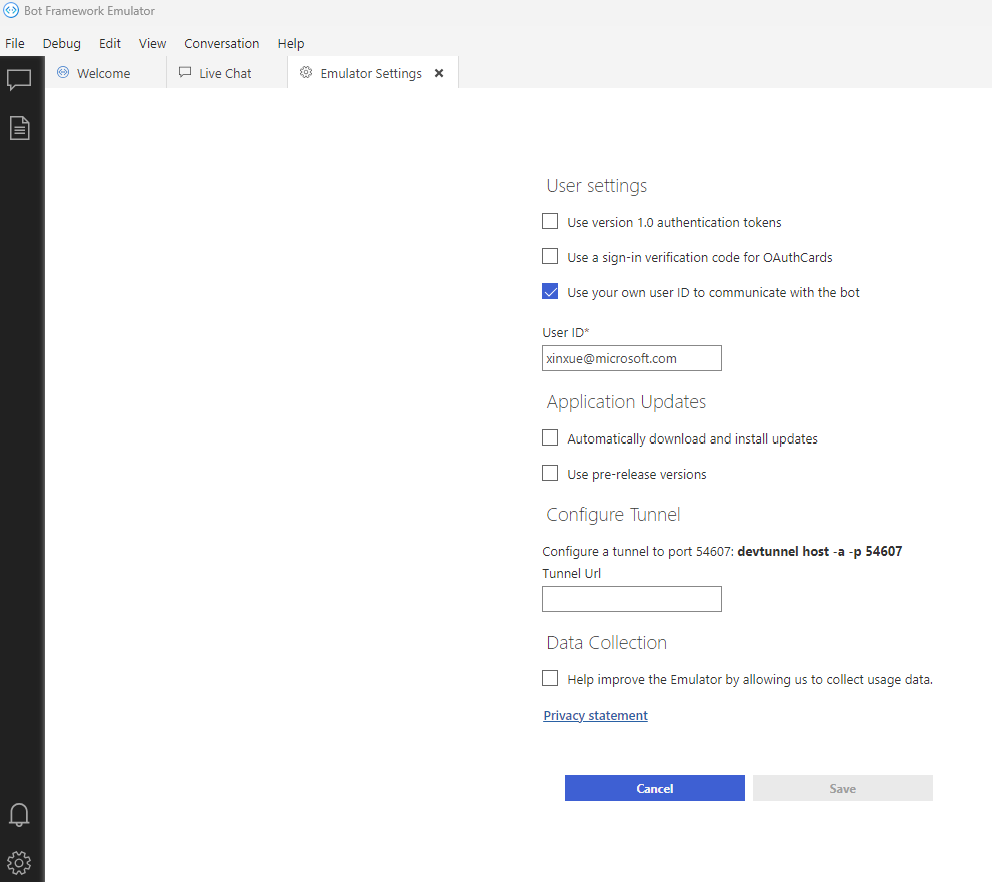 Bot Framework Emulator
File Debug Edit View Conversation Help
Welcome Live Chat Emulator Settings
User settings
Use version 1.0 authentication tokens
Use a sign-in verification code for OAuthCards
Use your own user ID to communicate with the bot
User ID*
xinxue@microsoft.com
Application Updates
Automatically download and install updates
Use pre-release versions
Configure Tunnel
Configure a tunnel to port 54607: devtunnel host -a -p 54607
Tunnel Url
Data Collection
Help improve the Emulator by allowing us to collect usage data.
Privacy statement
Cancel Save